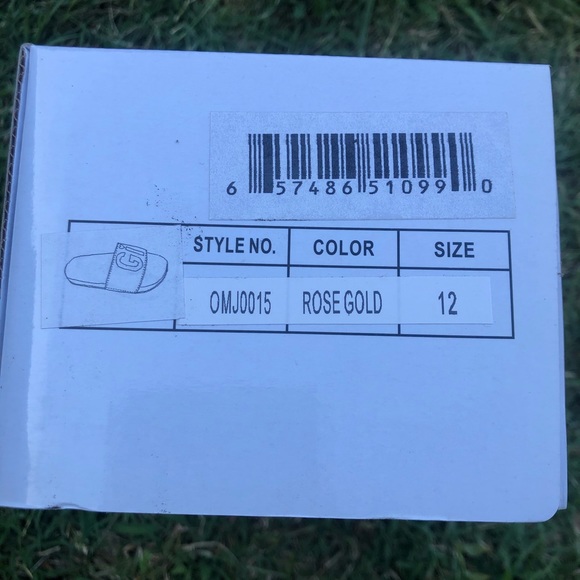 6 57486 51099 0
STYLE NO. COLOR SIZE
OMJ0015 ROSE GOLD 12